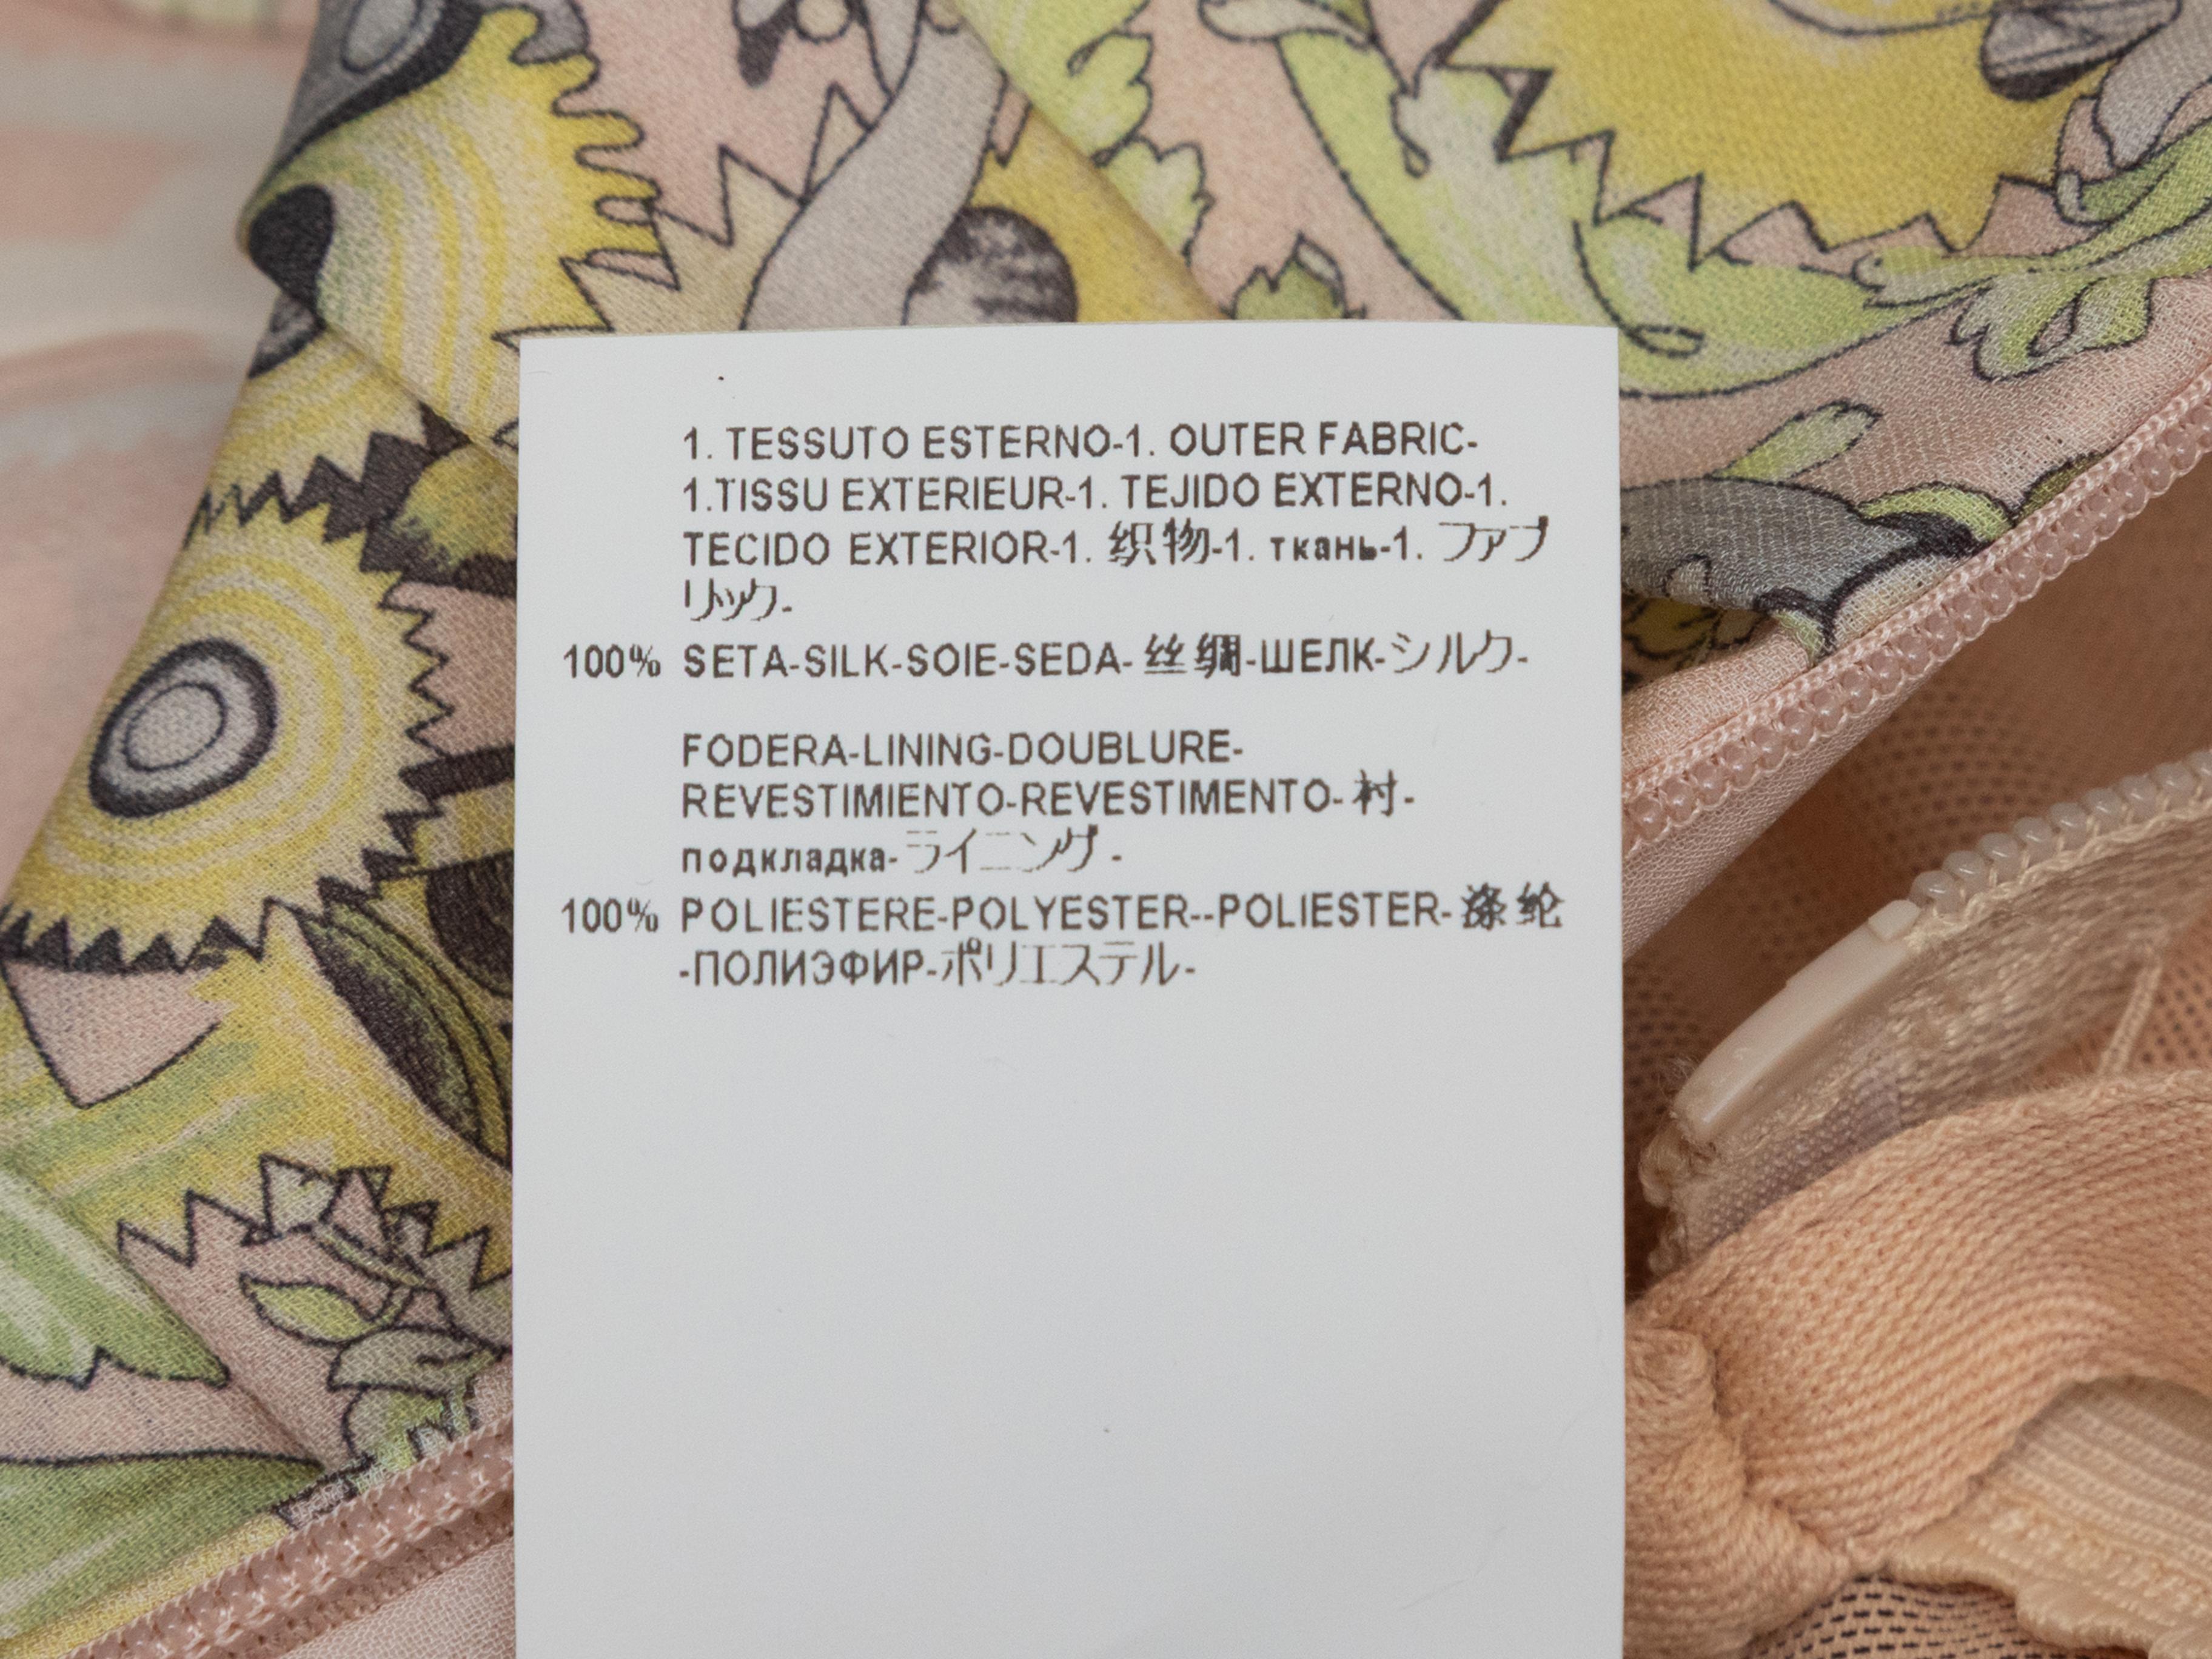 1. TESSUTO ESTERNO-1. OUTER FABRIC-
1.TISSU EXTERIEUR-1. TEJIDO EXTERNO-1.
TECIDO EXTERIOR-1. 织物-1. ткань-1. ファブ
リック-
100% SETA-SILK-SOIE-SEDA-丝绸-ШЕЛК-シルク-
FODERA-LINING-DOUBLURE-
REVESTIMIENTO-REVESTIMENTO-衬-
подкладка-ライニング-
100% POLIESTERE-POLYESTER--POLIESTER-涤纶
-ПОЛИЭФИР-ポリエステル-